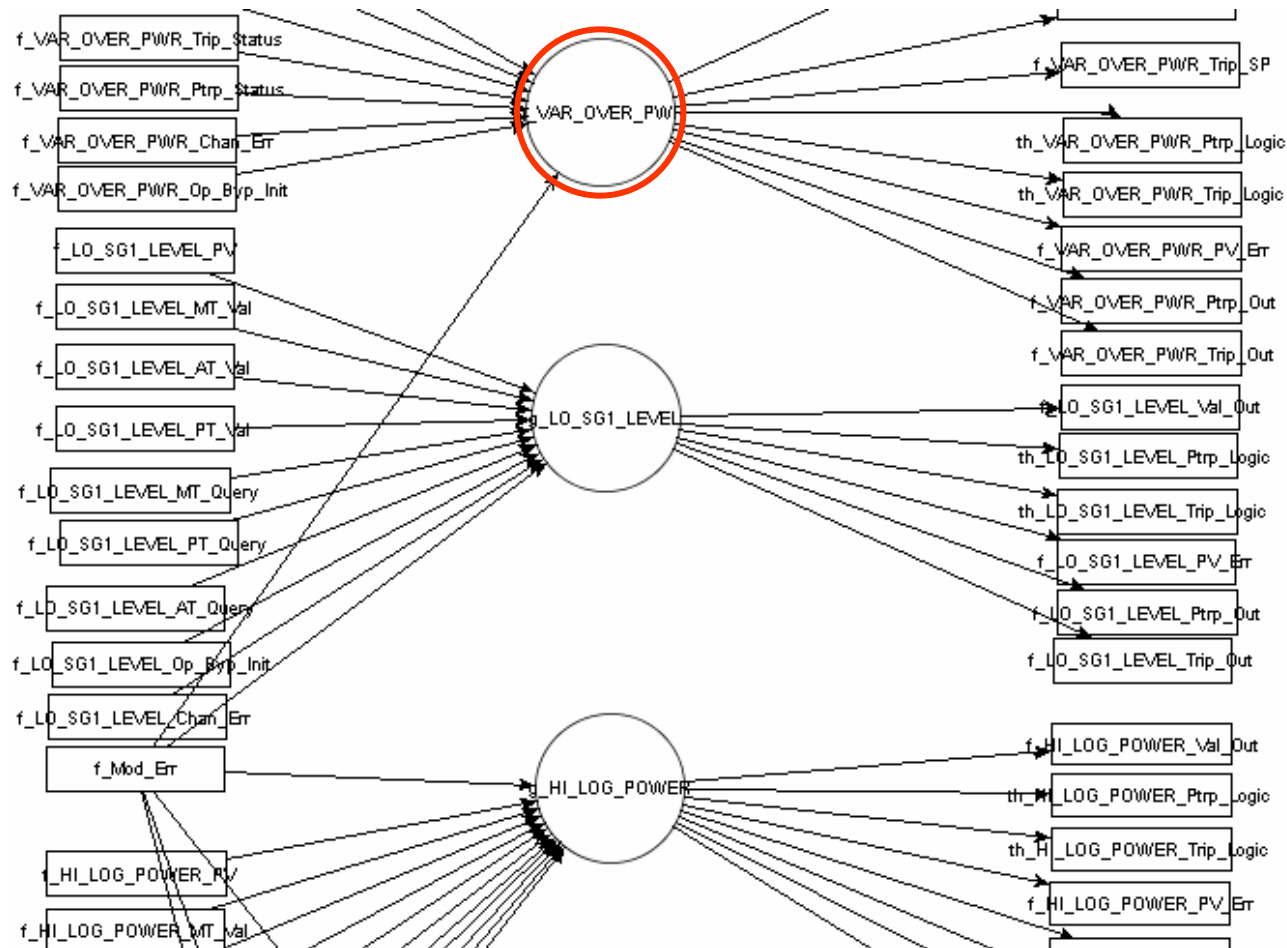 f_VAR_OVER_PWR_Trip_Status
f_VAR_OVER_PWR_Ptrp_Status
f_VAR_OVER_PWR_Chan_Err
f_VAR_OVER_PWR_Op_Byp_Init
VAR_OVER_PW
f_VAR_OVER_PWR_Trip_SP
th_VAR_OVER_PWR_Ptrp_Logic
th_VAR_OVER_PWR_Trip_Logic
f_VAR_OVER_PWR_PV_Err
f_VAR_OVER_PWR_Ptrp_Out
f_VAR_OVER_PWR_Trip_Out
f_LO_SG1_LEVEL_PV
f_LO_SG1_LEVEL_MT_Val
f_LO_SG1_LEVEL_AT_Val
f_LO_SG1_LEVEL_PT_Val
f_LO_SG1_LEVEL_MT_Query
f_LO_SG1_LEVEL_PT_Query
f_LO_SG1_LEVEL_AT_Query
f_LO_SG1_LEVEL_Op_Byp_Init
f_LO_SG1_LEVEL_Chan_Err
g_LO_SG1_LEVEL
f_LO_SG1_LEVEL_Val_Out
th_LO_SG1_LEVEL_Ptrp_Logic
th_LO_SG1_LEVEL_Trip_Logic
f_LO_SG1_LEVEL_PV_Err
f_LO_SG1_LEVEL_Ptrp_Out
f_LO_SG1_LEVEL_Trip_Out
f_Mod_Err
f_HI_LOG_POWER_PV
f_HI_LOG_POWER_MT_Val
g_HI_LOG_POWER
f_HI_LOG_POWER_Val_Out
th_HI_LOG_POWER_Ptrp_Logic
th_HI_LOG_POWER_Trip_Logic
f_HI_LOG_POWER_PV_Err